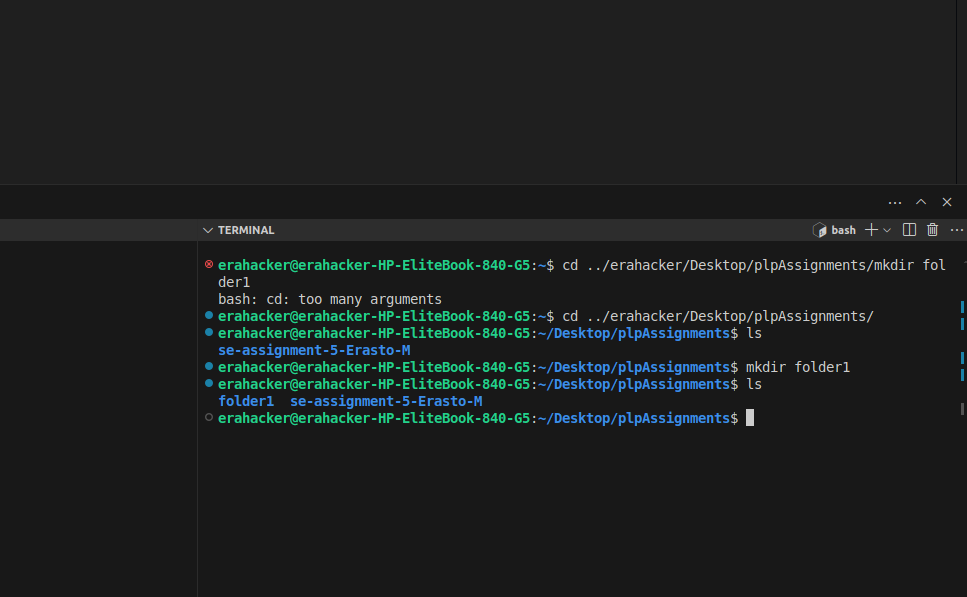 TERMINAL
bash
erahacker@erahacker-HP-EliteBook-840-G5:~$ cd ../erahacker/Desktop/plpAssignments/mkdir fol
der1
bash: cd: too many arguments
erahacker@erahacker-HP-EliteBook-840-G5:~$ cd ../erahacker/Desktop/plpAssignments/
erahacker@erahacker-HP-EliteBook-840-G5:~/Desktop/plpAssignments$ ls
se-assignment-5-Erasto-M
erahacker@erahacker-HP-EliteBook-840-G5:~/Desktop/plpAssignments$ mkdir folder1
erahacker@erahacker-HP-EliteBook-840-G5:~/Desktop/plpAssignments$ ls
folder1  se-assignment-5-Erasto-M
erahacker@erahacker-HP-EliteBook-840-G5:~/Desktop/plpAssignments$